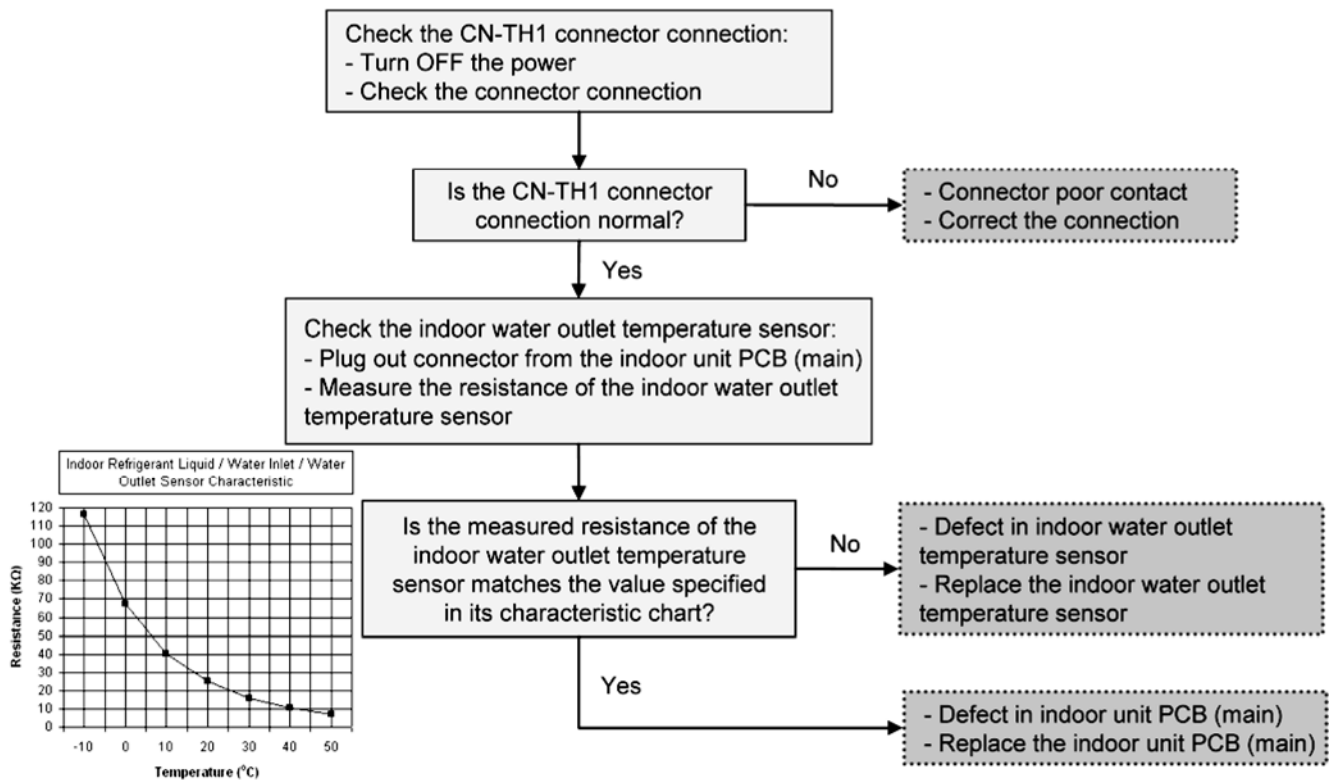 Check the CN-TH1 connector connection:
- Turn OFF the power
- Check the connector connection
Is the CN-TH1 connector
connection normal?
No
- Connector poor contact
- Correct the connection
Yes
Check the indoor water outlet temperature sensor:
- Plug out connector from the indoor unit PCB (main)
- Measure the resistance of the indoor water outlet
temperature sensor
Indoor Refrigerant Liquid / Water Inlet / Water
Outlet Sensor Characteristic
120
110
100
90
80
70
60
50
40
30
20
10
0
Resistance (KΩ)
-10 0 10 20 30 40 50
Temperature (°C)
Is the measured resistance of the
indoor water outlet temperature
sensor matches the value specified
in its characteristic chart?
No
- Defect in indoor water outlet
temperature sensor
- Replace the indoor water outlet
temperature sensor
Yes
- Defect in indoor unit PCB (main)
- Replace the indoor unit PCB (main)